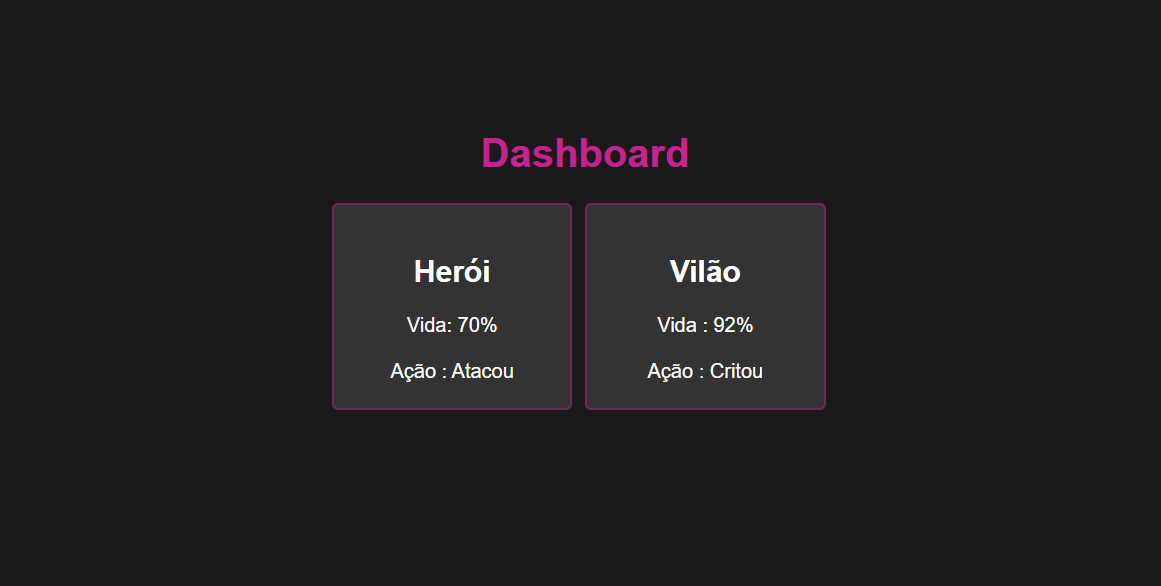 Dashboard
Herói
Vida: 70%
Ação : Atacou
Vilão
Vida : 92%
Ação : Critou